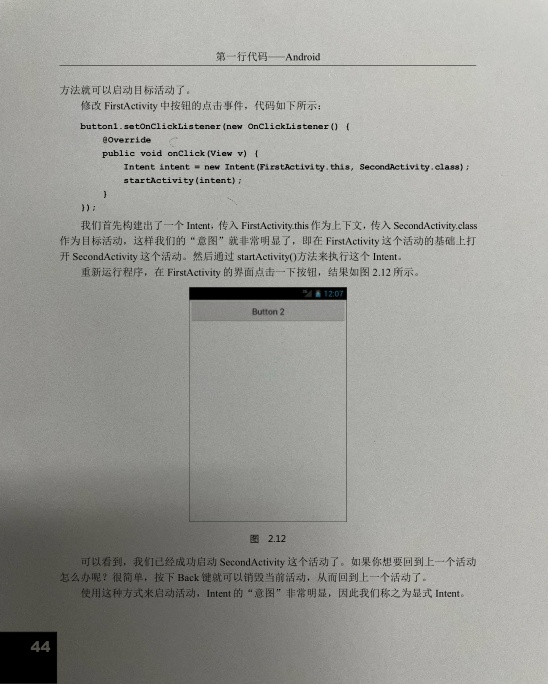 第一行代码——Android
方法就可以启动目标活动了。
修改 FirstActivity 中按钮的点击事件，代码如下所示：
button1.setOnClickListener(new OnClickListener() {
@Override
public void onClick(View v) {
Intent intent = new Intent(FirstActivity.this, SecondActivity.class);
startActivity(intent);
}
});
我们首先构建出了一个 Intent，传入 FirstActivity.this 作为上下文，传入 SecondActivity.class
作为目标活动，这样我们的“意图”就非常明显了，即在 FirstActivity 这个活动的基础上打
开 SecondActivity 这个活动。然后通过 startActivity()方法来执行这个 Intent。
重新运行程序，在 FirstActivity 的界面点击一下按钮，结果如图 2.12 所示。
12:07
Button 2
图 2.12
可以看到，我们已经成功启动 SecondActivity 这个活动了。如果你想要回到上一个活动
怎么办呢？很简单，按下 Back 键就可以销毁当前活动，从而回到上一个活动了。
使用这种方式来启动活动，Intent 的“意图”非常明显，因此我们称之为显式 Intent。
44